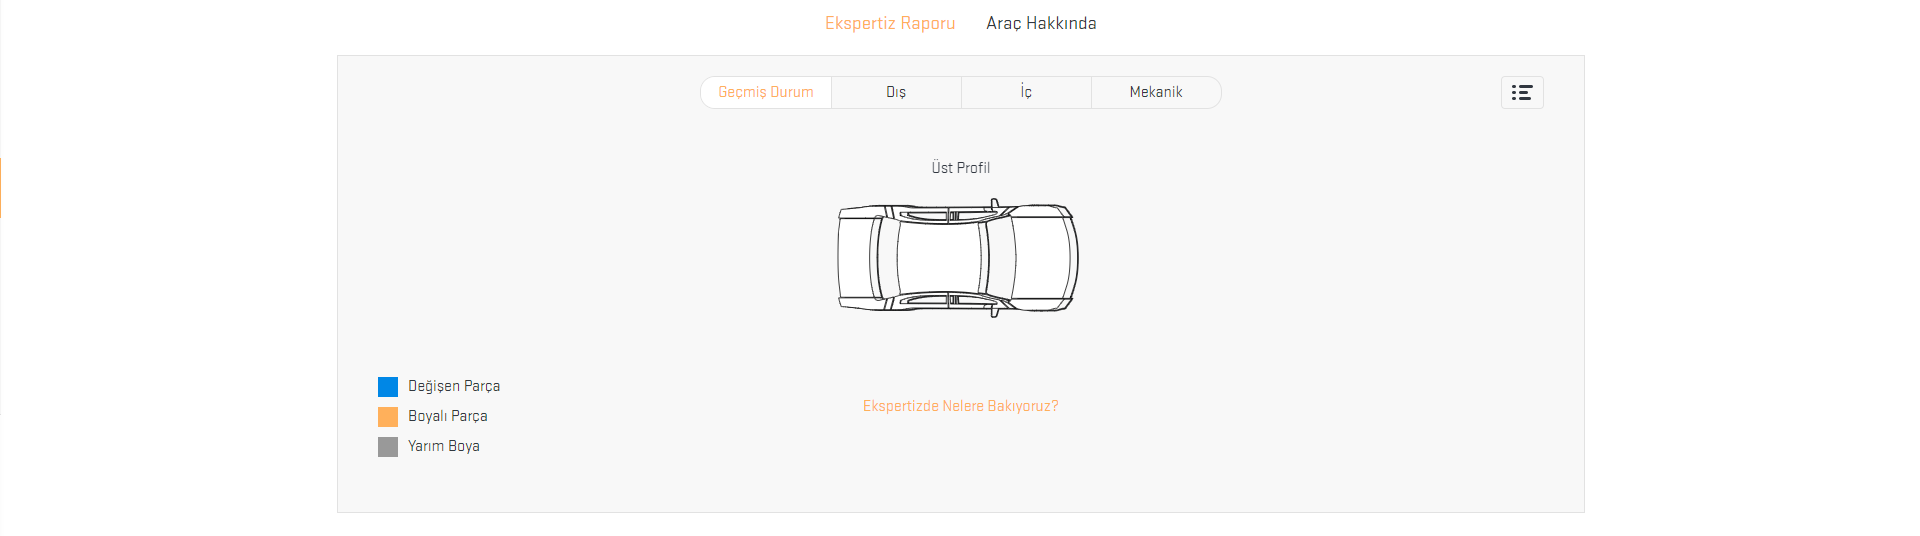 Ekspertiz Raporu Araç Hakkında
Geçmiş Durum Dış İç Mekanik
Üst Profil
Değişen Parça
Boyalı Parça
Yarım Boya
Ekspertizde Nelere Bakıyoruz?